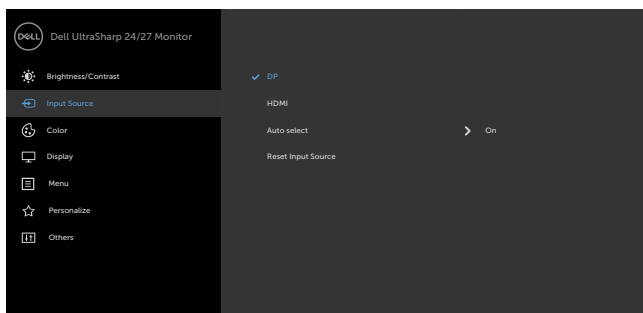 DELL Dell UltraSharp 24/27 Monitor
Brightness/Contrast
DP
Input Source
HDMI
Color
Auto select On
Display
Reset Input Source
Menu
Personalize
Others